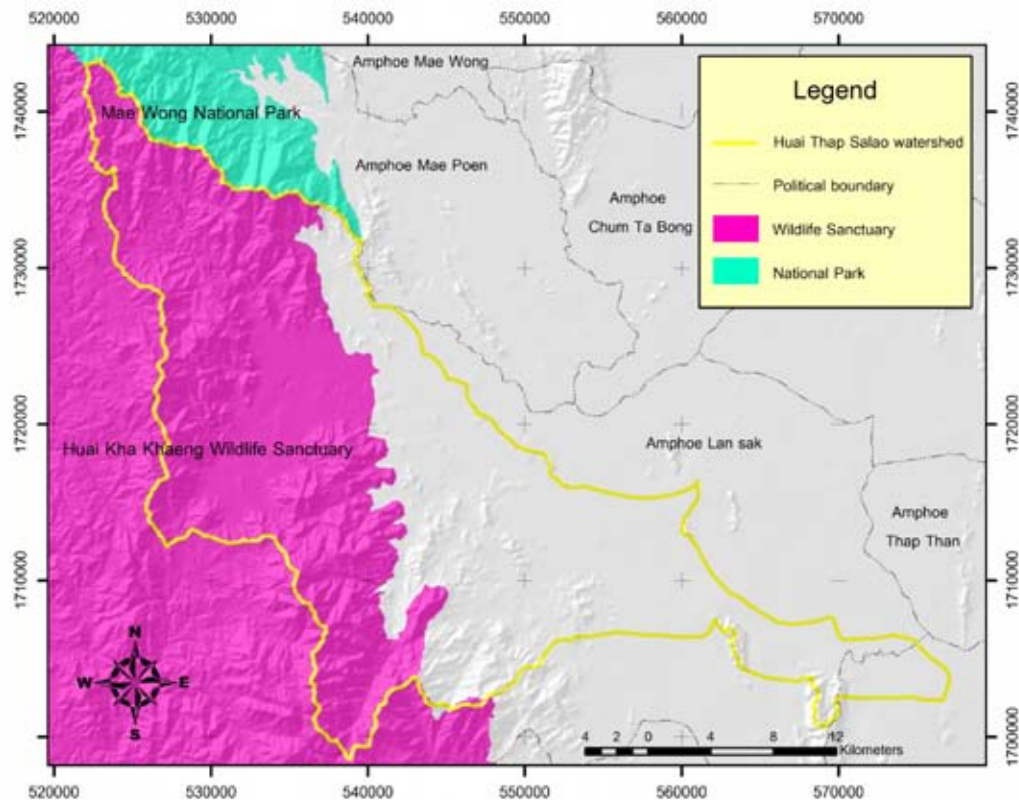 520000 530000 540000 550000 560000 570000
Amphoe Mae Wong
Legend
1740000
Mae Wong National Park
1740000
Huai Thap Salao watershed
Amphoe Mae Poen
Political boundary
Amphoe
Chum Ta Bong
Wildlife Sanctuary
National Park
1730000
1730000
1720000
1720000
Huai Kha Khaeng Wildlife Sanctuary
Amphoe Lan sak
Amphoe
Thap Than
1710000
1710000
N
W E
S
1700000
1700000
4 2 0 4 8 12
Kilometers
520000 530000 540000 550000 560000 570000